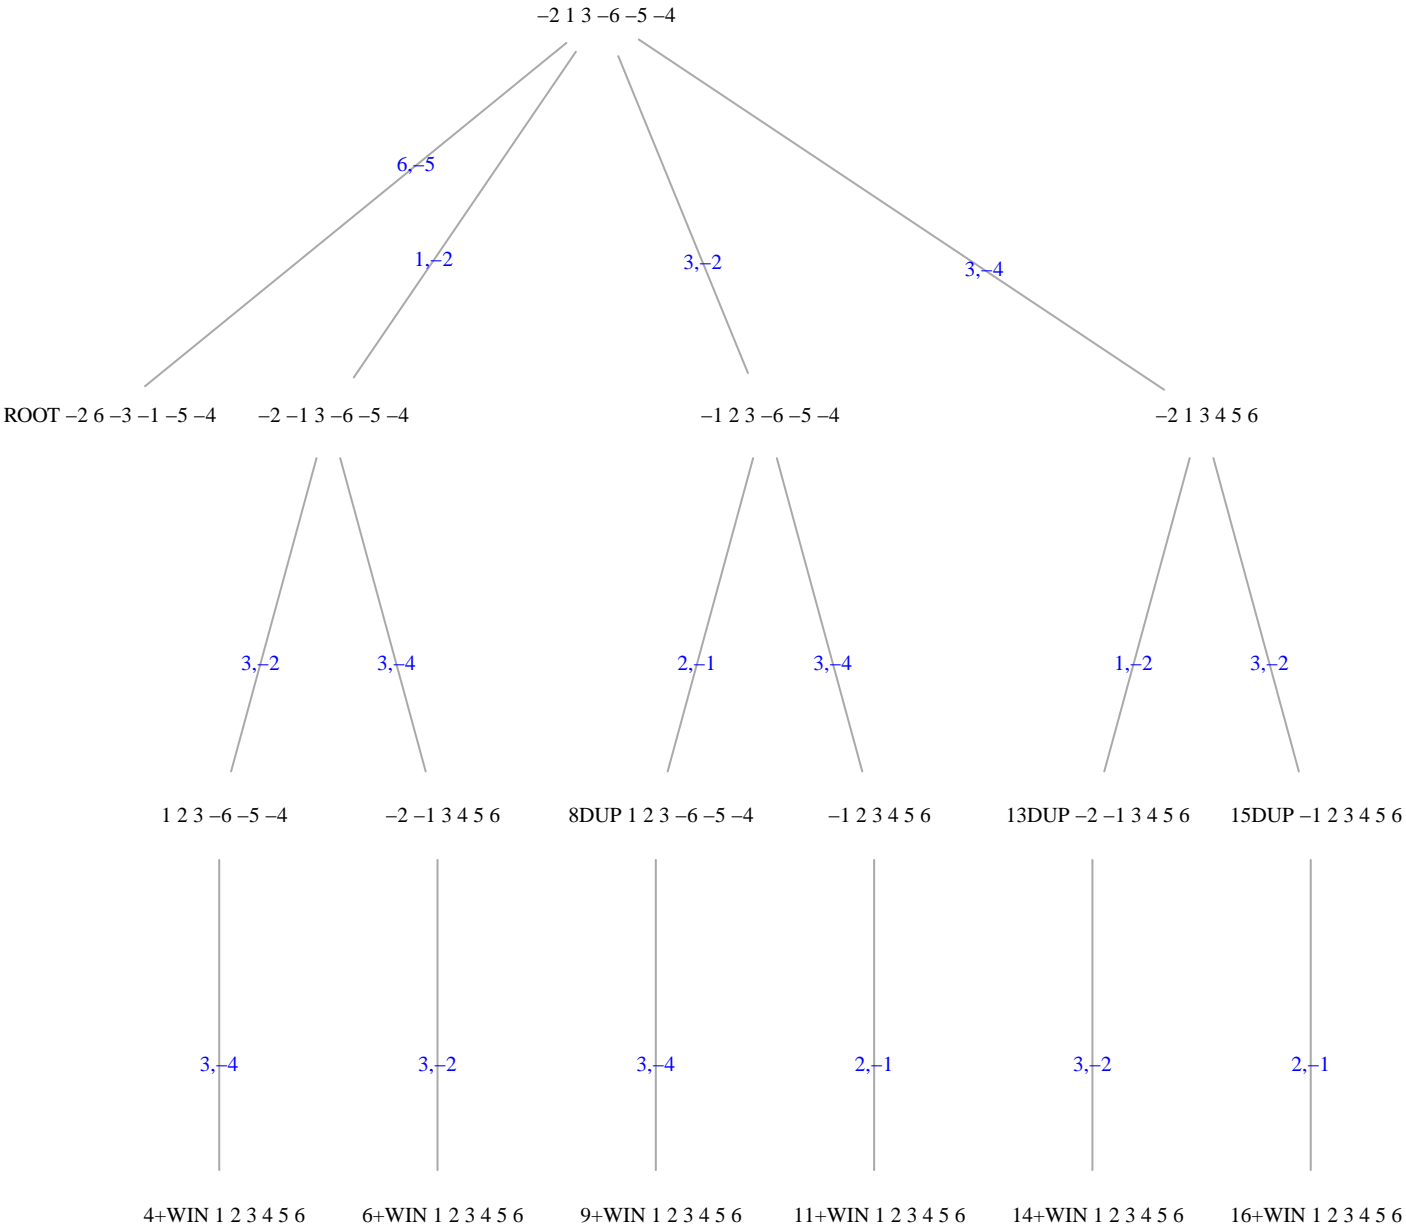 –2 1 3 –6 –5 –4
6,–5
1,–2
3,–2
3,–4
ROOT –2 6 –3 –1 –5 –4
–2 –1 3 –6 –5 –4
–1 2 3 –6 –5 –4
–2 1 3 4 5 6
3,–2
3,–4
2,–1
3,–4
1,–2
3,–2
1 2 3 –6 –5 –4
–2 –1 3 4 5 6
8DUP 1 2 3 –6 –5 –4
–1 2 3 4 5 6
13DUP –2 –1 3 4 5 6
15DUP –1 2 3 4 5 6
3,–4
3,–2
3,–4
2,–1
3,–2
2,–1
4+WIN 1 2 3 4 5 6
6+WIN 1 2 3 4 5 6
9+WIN 1 2 3 4 5 6
11+WIN 1 2 3 4 5 6
14+WIN 1 2 3 4 5 6
16+WIN 1 2 3 4 5 6